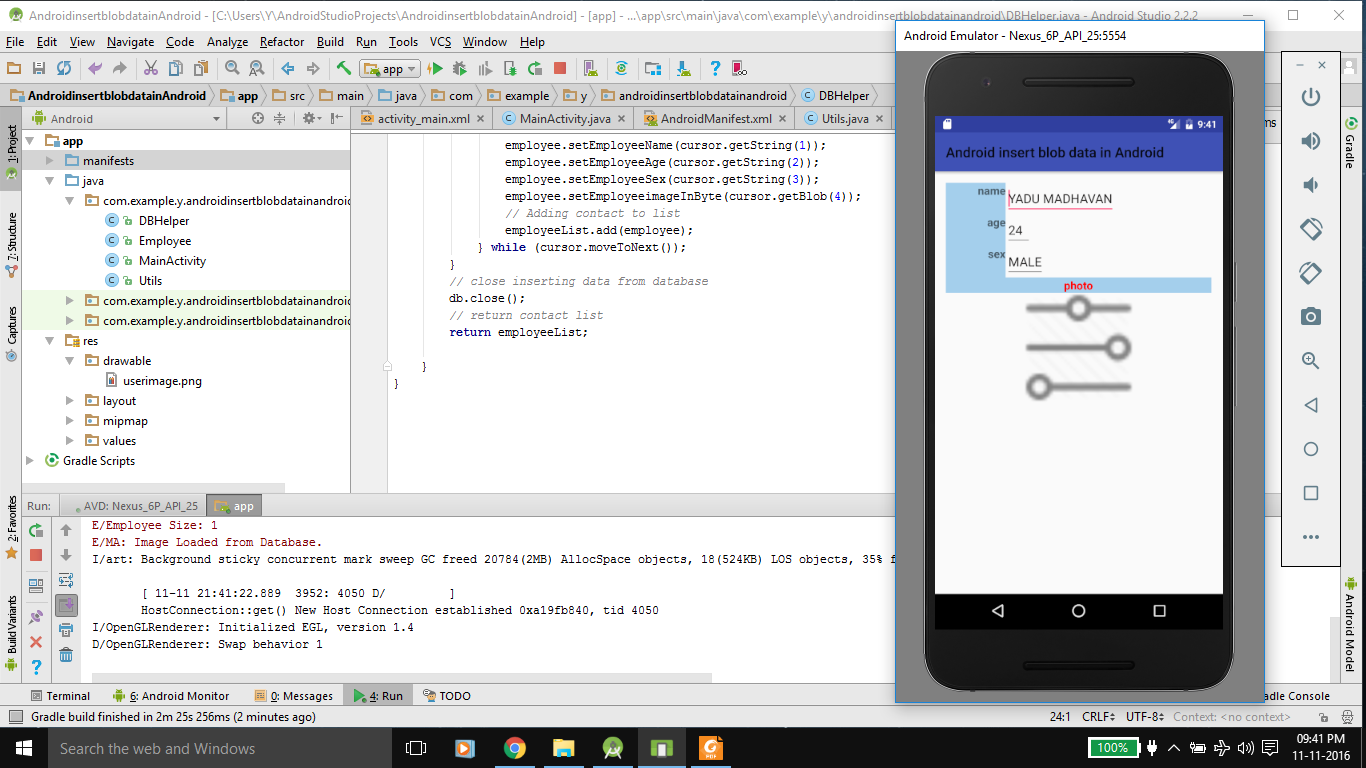 AndroidinsertblobdatainAndroid - [C:\Users\Y\AndroidStudioProjects\AndroidinsertblobdatainAndroid] - [app] - ...\app\src\main\java\com\example\y\androidinsertblobdatainandroid\DBHelper.java - Android Studio 2.2.2
File Edit View Navigate Code Analyze Refactor Build Run Tools VCS Window Help
app
AndroidinsertblobdatainAndroid app src main java com example y androidinsertblobdatainandroid DBHelper
Android
activity_main.xml MainActivity.java AndroidManifest.xml Utils.java
1: Project
7: Structure
Captures
2: Favorites
Build Variants
app
manifests
java
com.example.y.androidinsertblobdatainandroid
DBHelper
Employee
MainActivity
Utils
com.example.y.androidinsertblobdatainandroid
com.example.y.androidinsertblobdatainandroid
res
drawable
userimage.png
layout
mipmap
values
Gradle Scripts
employee.setEmployeeName(cursor.getString(1));
employee.setEmployeeAge(cursor.getString(2));
employee.setEmployeeSex(cursor.getString(3));
employee.setEmployeeimageInByte(cursor.getBlob(4));
// Adding contact to list
employeeList.add(employee);
} while (cursor.moveToNext());
}
// close inserting data from database
db.close();
// return contact list
return employeeList;
}
}
Run: AVD: Nexus_6P_API_25 app
E/Employee Size: 1
E/MA: Image Loaded from Database.
I/art: Background sticky concurrent mark sweep GC freed 20784(2MB) AllocSpace objects, 18(524KB) LOS objects, 35% f
[ 11-11 21:41:22.889 3952: 4050 D/ ]
HostConnection::get() New Host Connection established 0xa19fb840, tid 4050
I/OpenGLRenderer: Initialized EGL, version 1.4
D/OpenGLRenderer: Swap behavior 1
Terminal 6: Android Monitor 0: Messages 4: Run TODO
adle Console
Gradle build finished in 2m 25s 256ms (2 minutes ago)
24:1 CRLF UTF-8 Context: <no context>
Android Emulator - Nexus_6P_API_25:5554
9:41
Android insert blob data in Android
name YADU MADHAVAN
age 24
sex MALE
photo
ms
Gradle
Android Model
Search the web and Windows
100%
09:41 PM
11-11-2016
PDF